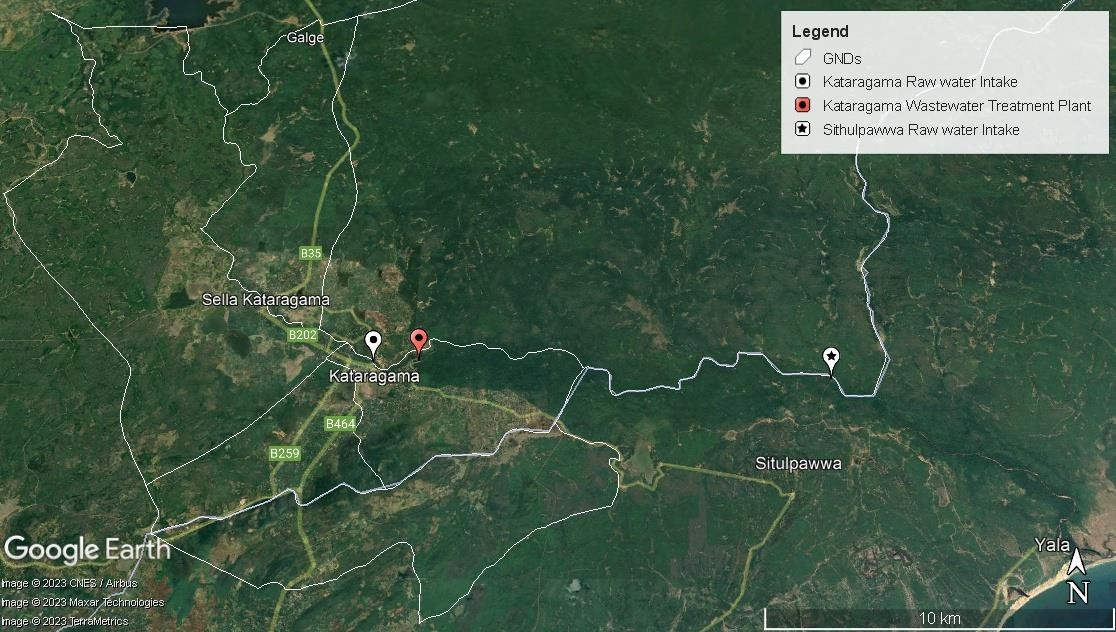 Galge
Legend
GNDs
Kataragama Raw water Intake
Kataragama Wastewater Treatment Plant
Sithulpawwa Raw water Intake
B35
Sella Kataragama
B202
Kataragama
B464
B259
Situlpawwa
Google Earth
Yala
Image © 2023 CNES / Airbus
Image © 2023 Maxar Technologies
Image © 2023 TerraMetrics
N
10 km